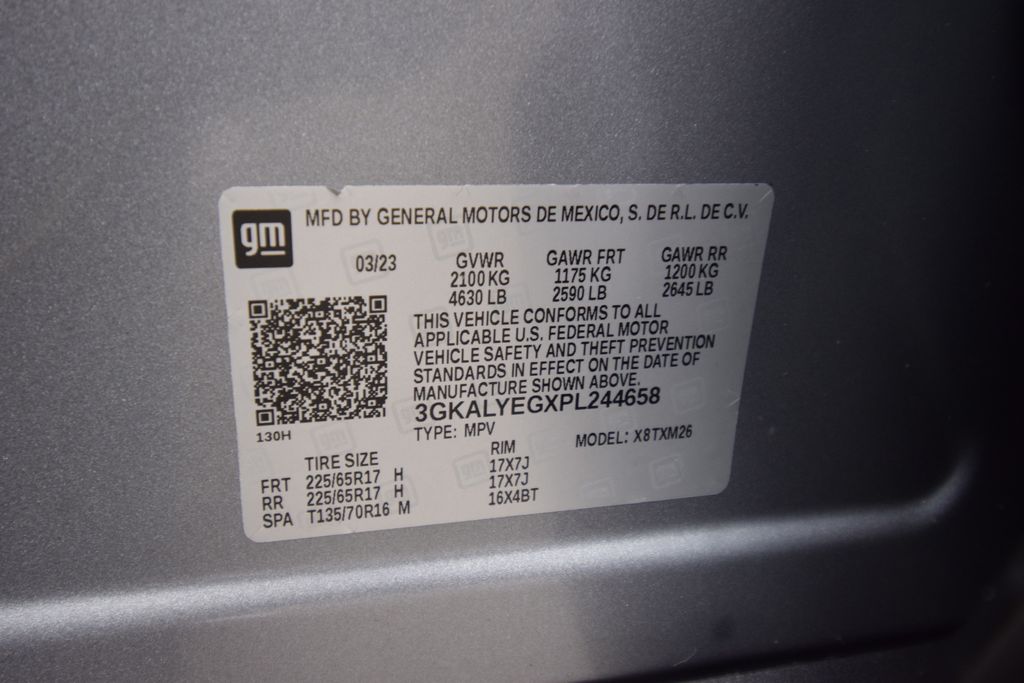 gm
MFD BY GENERAL MOTORS DE MEXICO, S. DE R.L. DE C.V.
03/23
GVWR GAWR FRT GAWR RR
2100 KG 1175 KG 1200 KG
4630 LB 2590 LB 2645 LB
THIS VEHICLE CONFORMS TO ALL
APPLICABLE U.S. FEDERAL MOTOR
VEHICLE SAFETY AND THEFT PREVENTION
STANDARDS IN EFFECT ON THE DATE OF
MANUFACTURE SHOWN ABOVE.
3GKALYEGXPL244658
130H
TYPE: MPV MODEL: X8TXM26
TIRE SIZE RIM
FRT 225/65R17 H 17X7J
RR 225/65R17 H 17X7J
SPA T135/70R16 M 16X4BT